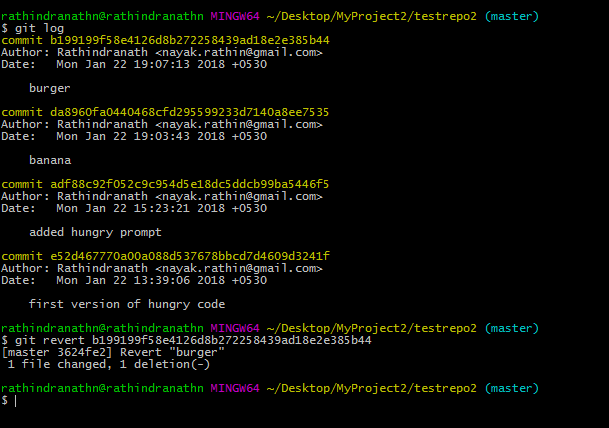 rathindranathn@rathindranathn MINGW64 ~/Desktop/MyProject2/testrepo2 (master)
$ git log
commit b199199f58e4126d8b272258439ad18e2e385b44
Author: Rathindranath <nayak.rathin@gmail.com>
Date:   Mon Jan 22 19:07:13 2018 +0530
burger
commit da8960fa0440468cfd295599233d7140a8ee7535
Author: Rathindranath <nayak.rathin@gmail.com>
Date:   Mon Jan 22 19:03:43 2018 +0530
banana
commit adf88c92f052c9c954d5e18dc5ddcb99ba5446f5
Author: Rathindranath <nayak.rathin@gmail.com>
Date:   Mon Jan 22 15:23:21 2018 +0530
added hungry prompt
commit e52d467770a00a088d537678bbcd7d4609d3241f
Author: Rathindranath <nayak.rathin@gmail.com>
Date:   Mon Jan 22 13:39:06 2018 +0530
first version of hungry code
rathindranathn@rathindranathn MINGW64 ~/Desktop/MyProject2/testrepo2 (master)
$ git revert b199199f58e4126d8b272258439ad18e2e385b44
[master 3624fe2] Revert "burger"
1 file changed, 1 deletion(-)
rathindranathn@rathindranathn MINGW64 ~/Desktop/MyProject2/testrepo2 (master)
$